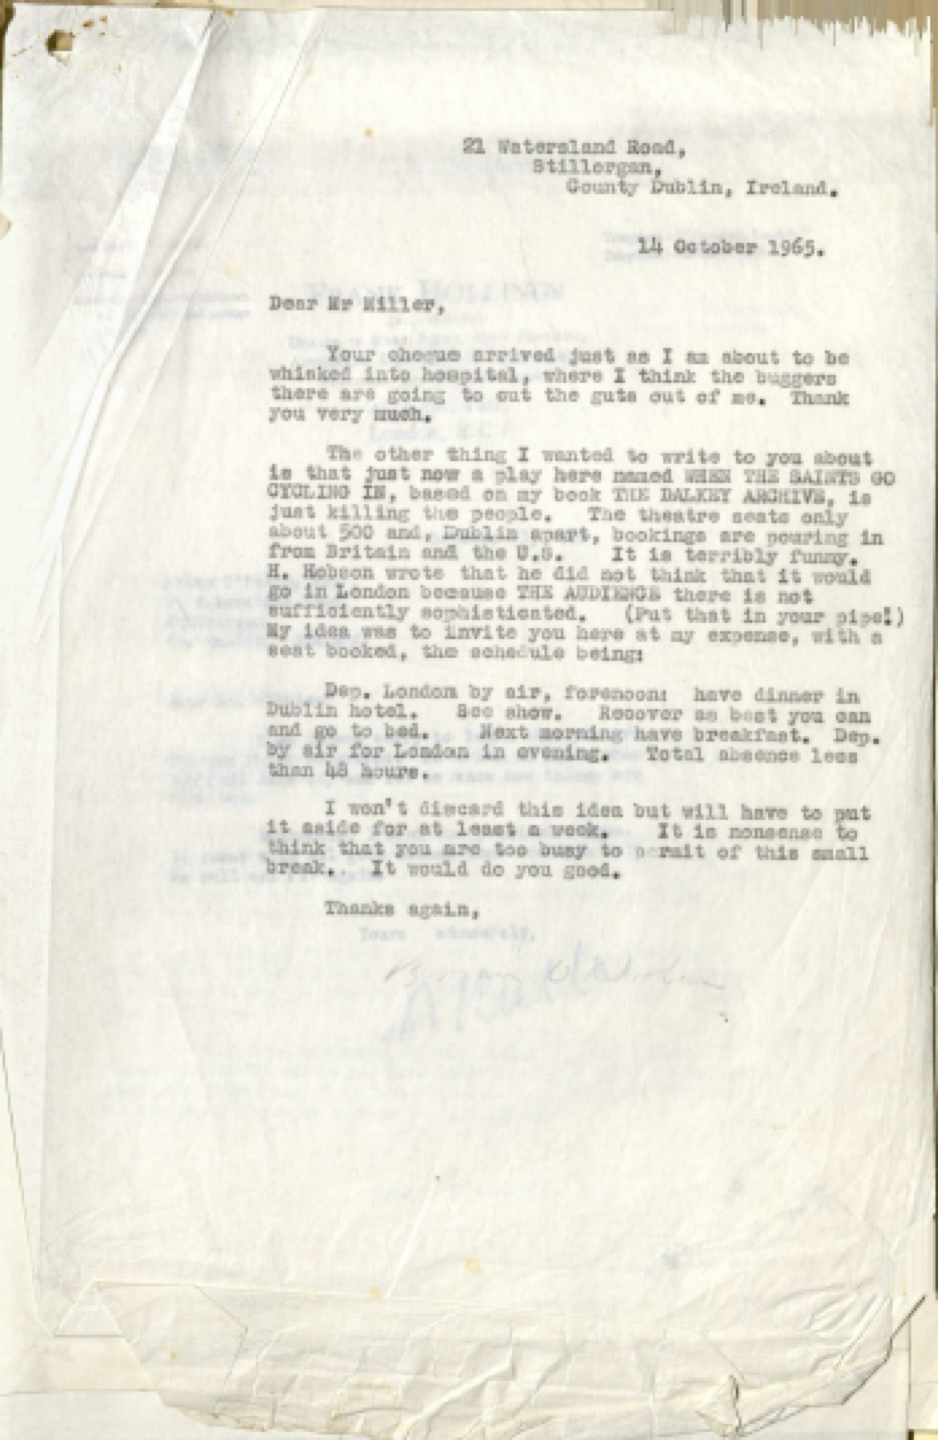 21 Watersland Road,
Stillorgan,
County Dublin, Ireland.
14 October 1965.
FRANK HOLLINGS
Dear Mr Miller,
Your cheque arrived just as I am about to be
whisked into hospital, where I think the buggers
there are going to cut the guts out of me. Thank
you very much.
The other thing I wanted to write to you about
is that just now a play here named WHEN THE SAINTS GO
CYCLING IN, based on my book THE DALKEY ARCHIVE, is
just killing the people. The theatre seats only
about 500 and, Dublin apart, bookings are pouring in
from Britain and the U.S. It is terribly funny.
H. Hobson wrote that he did not think that it would
go in London because THE AUDIENCE there is not
sufficiently sophisticated. (Put that in your pipe!)
My idea was to invite you here at my expense, with a
seat booked, the schedule being:
Dep. London by air, forenoon: have dinner in
Dublin hotel. See show. Recover as best you can
and go to bed. Next morning have breakfast. Dep.
by air for London in evening. Total absence less
than 48 hours.
I won't discard this idea but will have to put
it aside for at least a week. It is nonsense to
think that you are too busy to permit of this small
break. It would do you good.
Thanks again,
Yours sincerely,